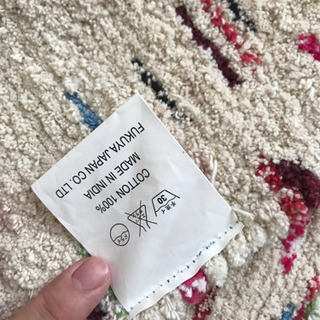 30
COTTON 100%
MADE IN INDIA
FUKUYA JAPAN CO. LTD